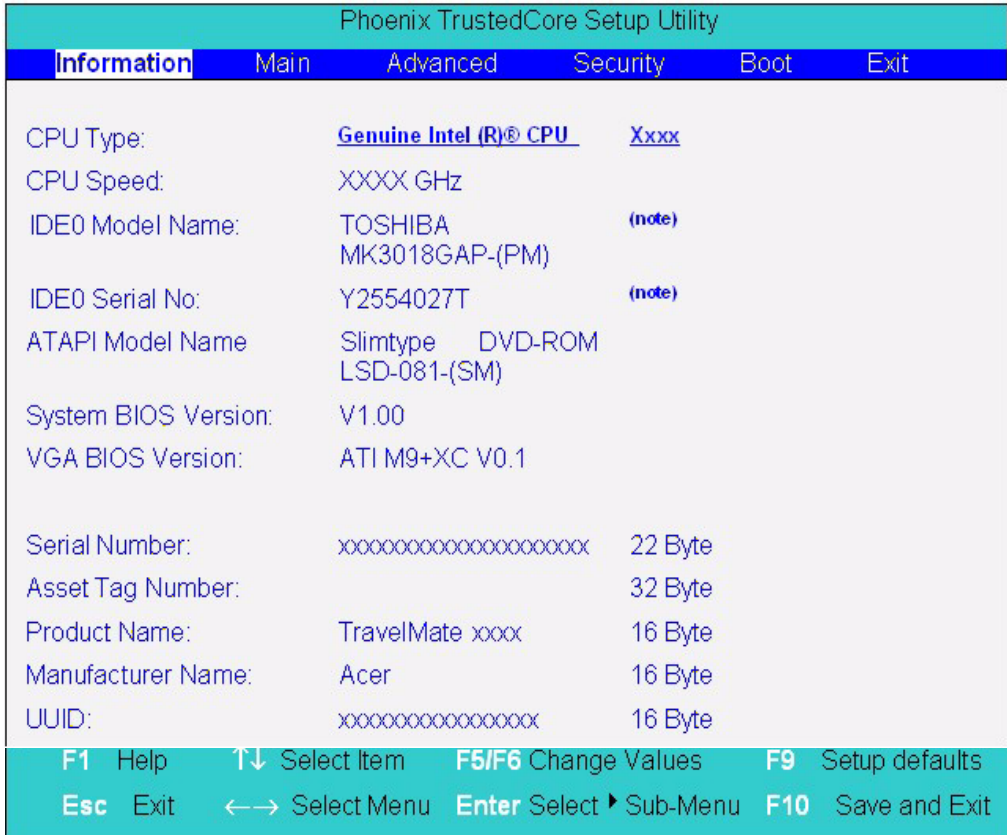 Phoenix TrustedCore Setup Utility
Information Main Advanced Security Boot Exit
CPU Type: Genuine Intel (R)® CPU Xxxx
CPU Speed: XXXX GHz
IDE0 Model Name: TOSHIBA (note)
MK3018GAP-(PM)
IDE0 Serial No: Y2554027T (note)
ATAPI Model Name Slimtype DVD-ROM
LSD-081-(SM)
System BIOS Version: V1.00
VGA BIOS Version: ATI M9+XC V0.1
Serial Number: xxxxxxxxxxxxxxxxxxxx 22 Byte
Asset Tag Number: 32 Byte
Product Name: TravelMate xxxx 16 Byte
Manufacturer Name: Acer 16 Byte
UUID: xxxxxxxxxxxxxxxx 16 Byte
F1 Help ↑↓ Select Item F5/F6 Change Values F9 Setup defaults
Esc Exit ←→ Select Menu Enter Select ▸ Sub-Menu F10 Save and Exit